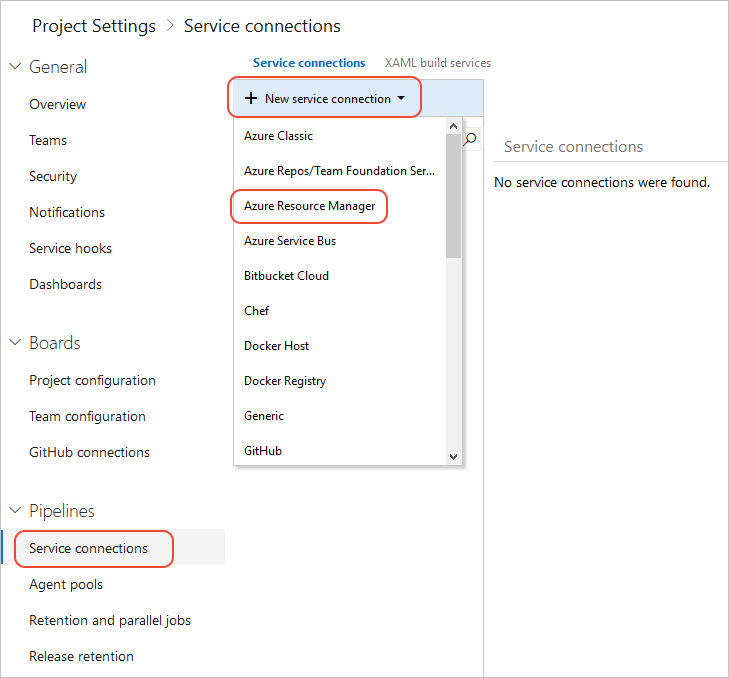 Project Settings > Service connections
General
Overview
Teams
Security
Notifications
Service hooks
Dashboards
Boards
Project configuration
Team configuration
GitHub connections
Pipelines
Service connections
Agent pools
Retention and parallel jobs
Release retention
Service connections XAML build services
+ New service connection
Azure Classic
Azure Repos/Team Foundation Ser...
Azure Resource Manager
Azure Service Bus
Bitbucket Cloud
Chef
Docker Host
Docker Registry
Generic
GitHub
Service connections
No service connections were found.